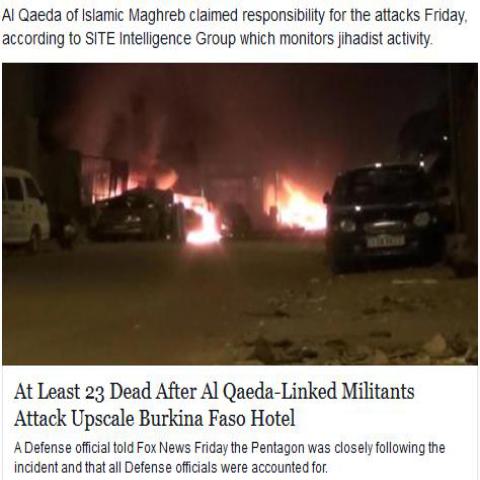 Al Qaeda of Islamic Maghreb claimed responsibility for the attacks Friday,
according to SITE Intelligence Group which monitors jihadist activity.
At Least 23 Dead After Al Qaeda-Linked Militants
Attack Upscale Burkina Faso Hotel
A Defense official told Fox News Friday the Pentagon was closely following the
incident and that all Defense officials were accounted for.